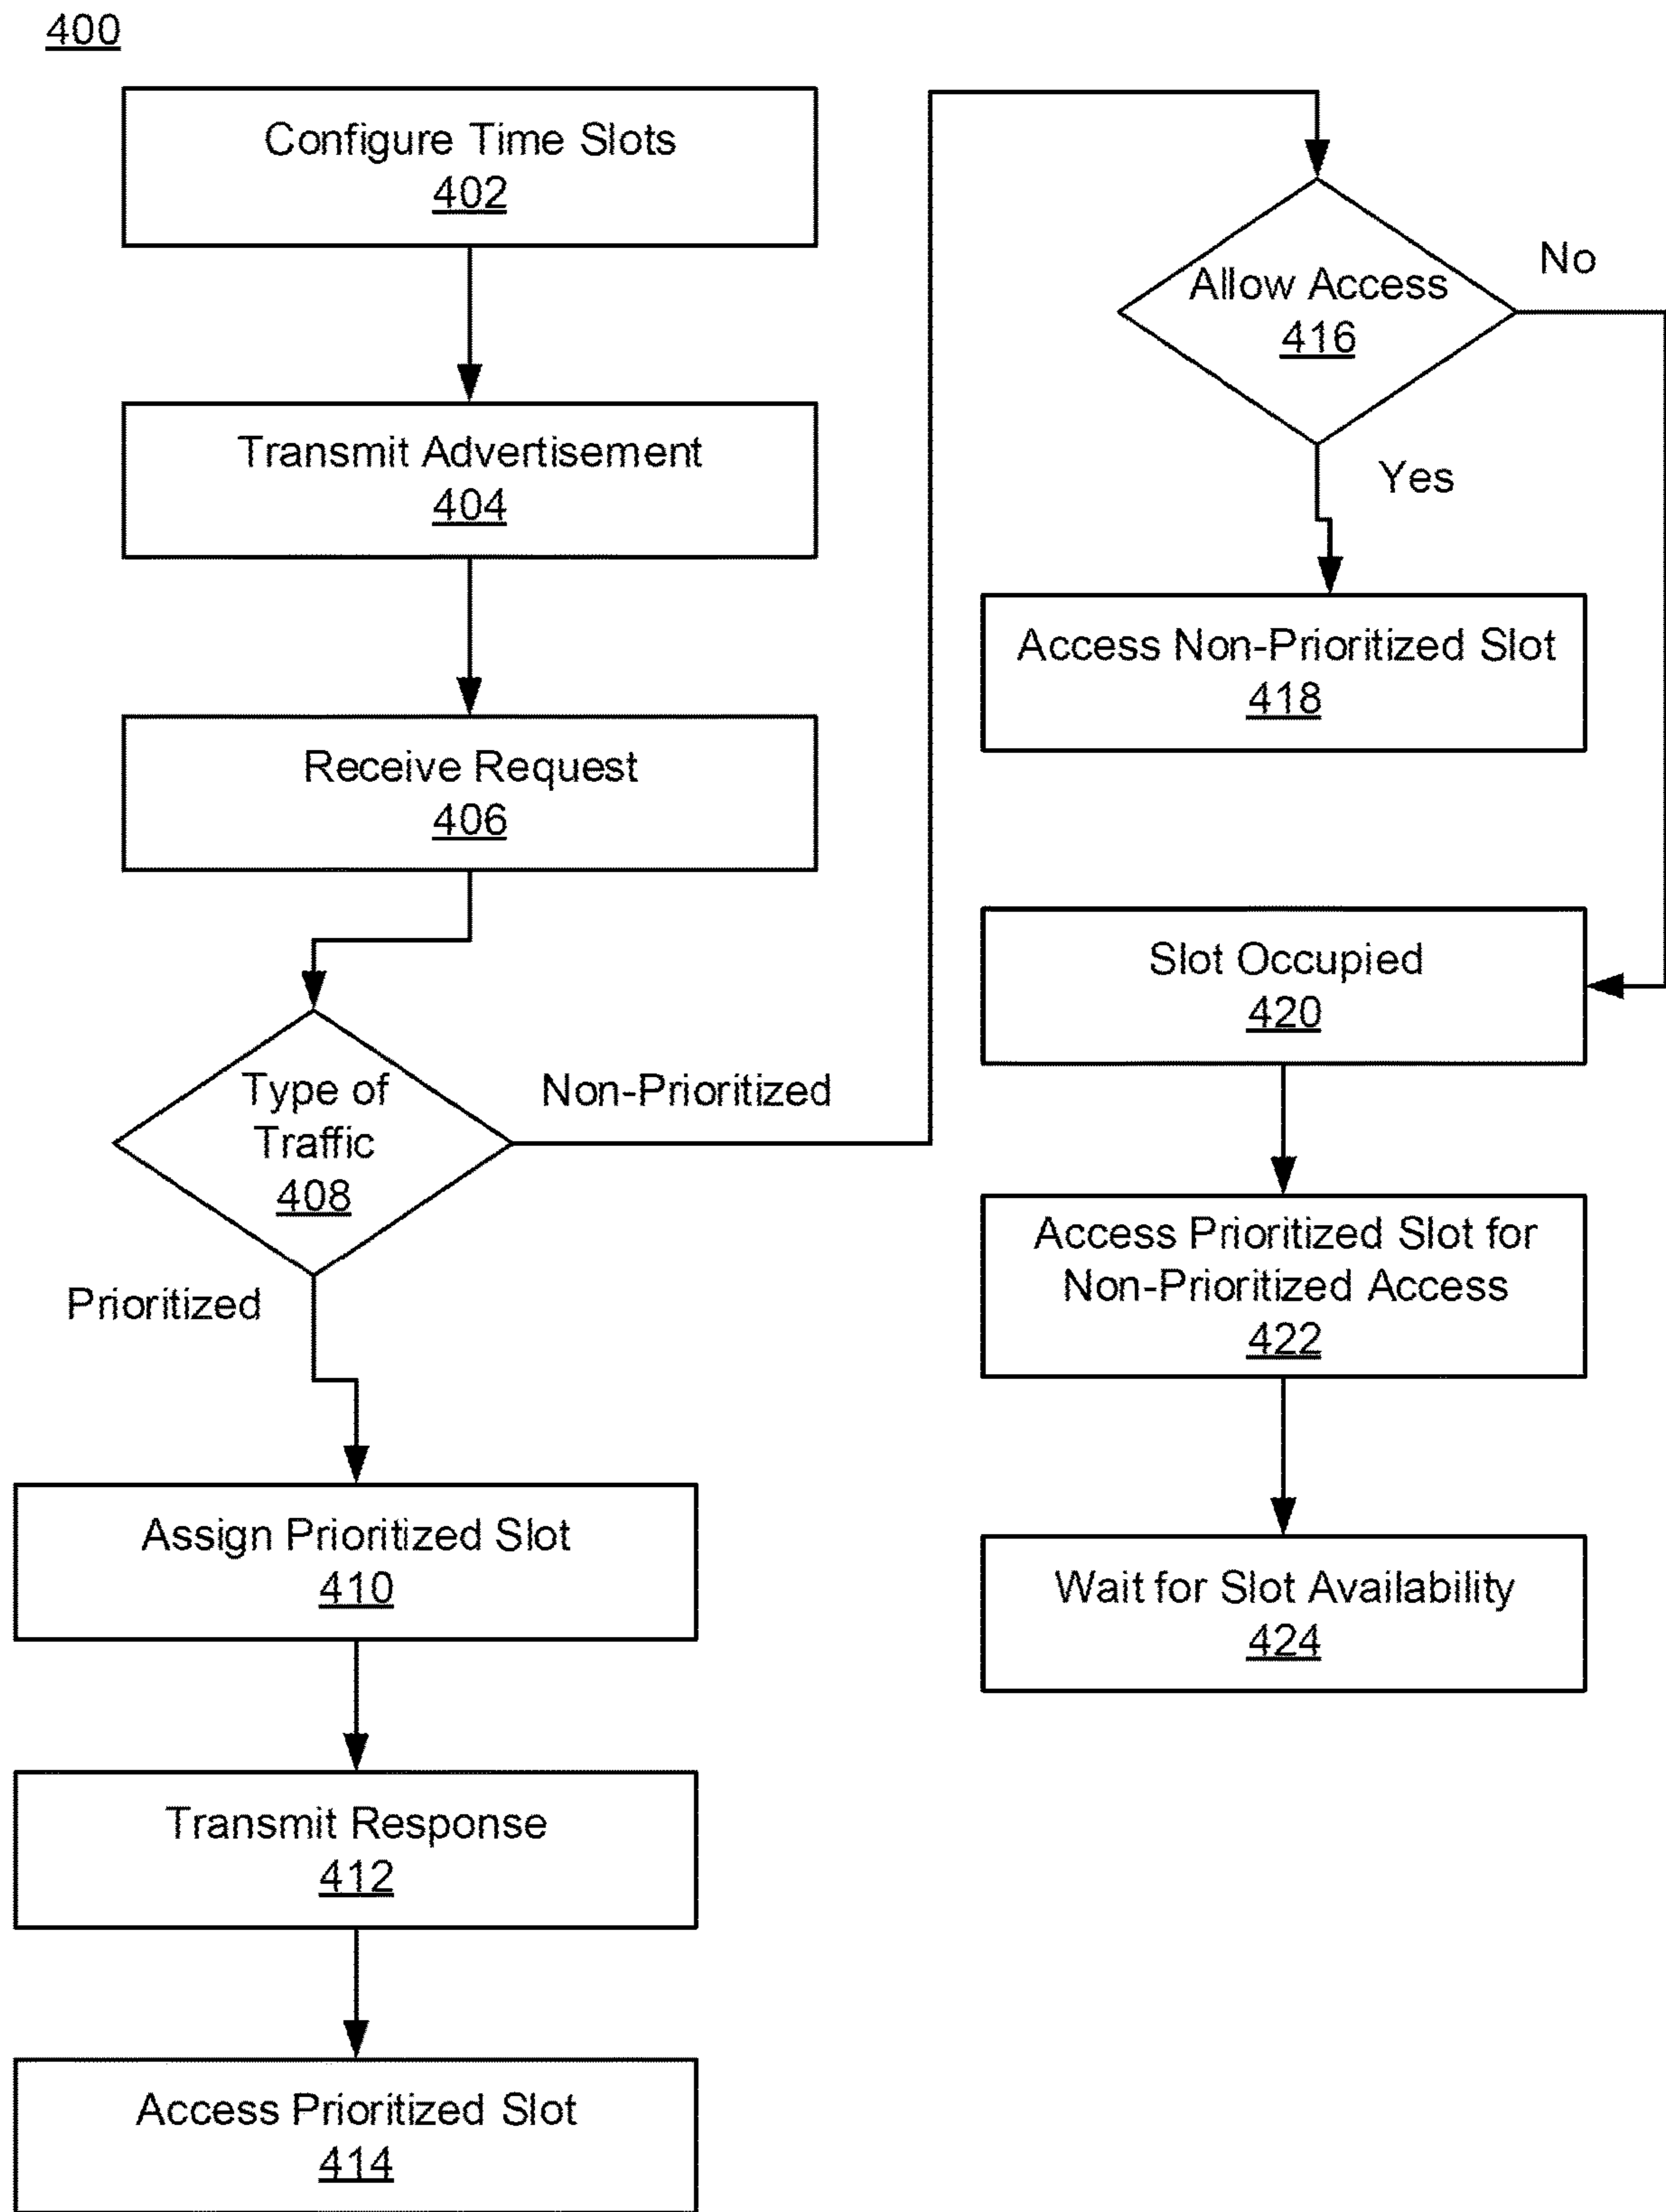 400
Configure Time Slots
402
Transmit Advertisement
404
Receive Request
406
Type of
Traffic
408
Non-Prioritized
Prioritized
Assign Prioritized Slot
410
Transmit Response
412
Access Prioritized Slot
414
Allow Access
416
No
Yes
Access Non-Prioritized Slot
418
Slot Occupied
420
Access Prioritized Slot for
Non-Prioritized Access
422
Wait for Slot Availability
424